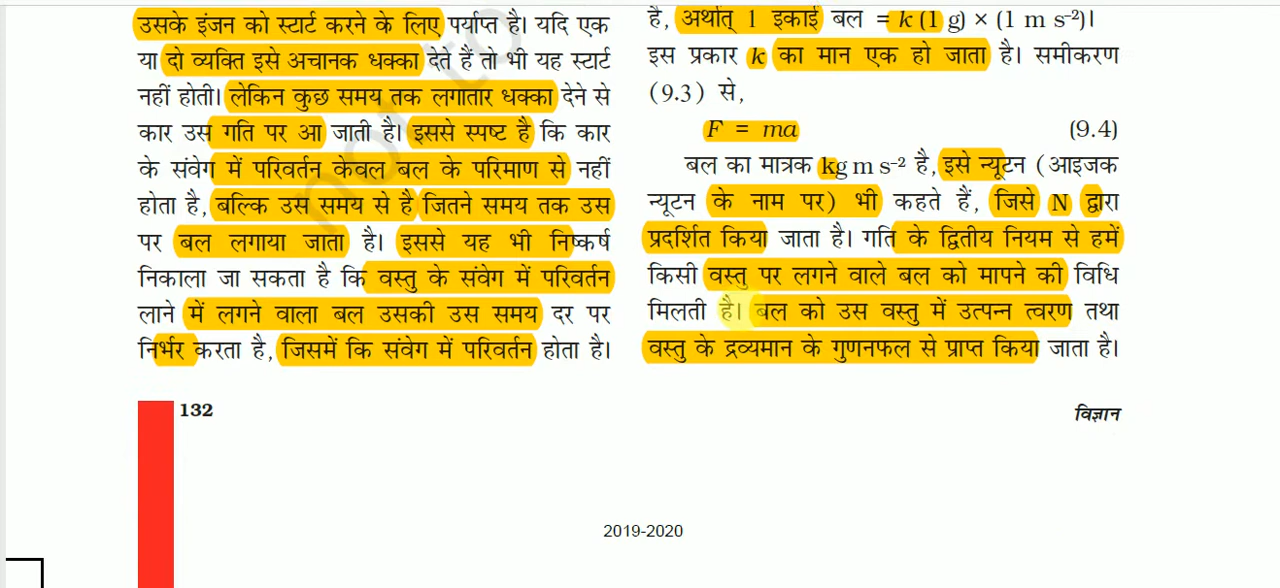 उसके इंजन को स्टार्ट करने के लिए पर्याप्त है। यदि एक
या दो व्यक्ति इसे अचानक धक्का देते हैं तो भी यह स्टार्ट
नहीं होती। लेकिन कुछ समय तक लगातार धक्का देने से
कार उस गति पर आ जाती है। इससे स्पष्ट है कि कार
के संवेग में परिवर्तन केवल बल के परिमाण से नहीं
होता है, बल्कि उस समय से है जितने समय तक उस
पर बल लगाया जाता है। इससे यह भी निष्कर्ष
निकाला जा सकता है कि वस्तु के संवेग में परिवर्तन
लाने में लगने वाला बल उसकी उस समय दर पर
निर्भर करता है, जिसमें कि संवेग में परिवर्तन होता है।
है, अर्थात् 1 इकाई बल = k (1 g) × (1 m s⁻²)।
इस प्रकार k का मान एक हो जाता है। समीकरण
(9.3) से,
F = ma (9.4)
बल का मात्रक kg m s⁻² है, इसे न्यूटन (आइजक
न्यूटन के नाम पर) भी कहते हैं, जिसे N द्वारा
प्रदर्शित किया जाता है। गति के द्वितीय नियम से हमें
किसी वस्तु पर लगने वाले बल को मापने की विधि
मिलती है। बल को उस वस्तु में उत्पन्न त्वरण तथा
वस्तु के द्रव्यमान के गुणनफल से प्राप्त किया जाता है।
132
विज्ञान
2019-2020
not to